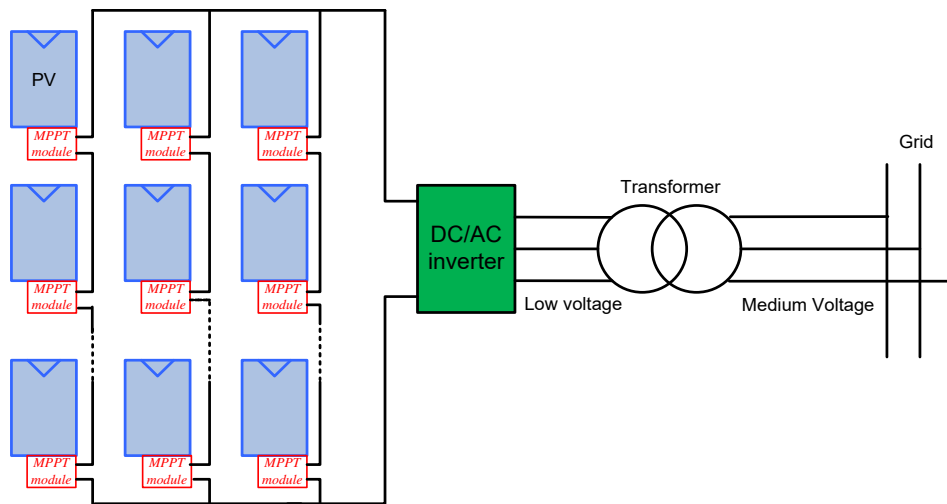 PV
MPPT
module
MPPT
module
MPPT
module
MPPT
module
MPPT
module
MPPT
module
MPPT
module
MPPT
module
MPPT
module
DC/AC
inverter
Low voltage
Transformer
Medium Voltage
Grid